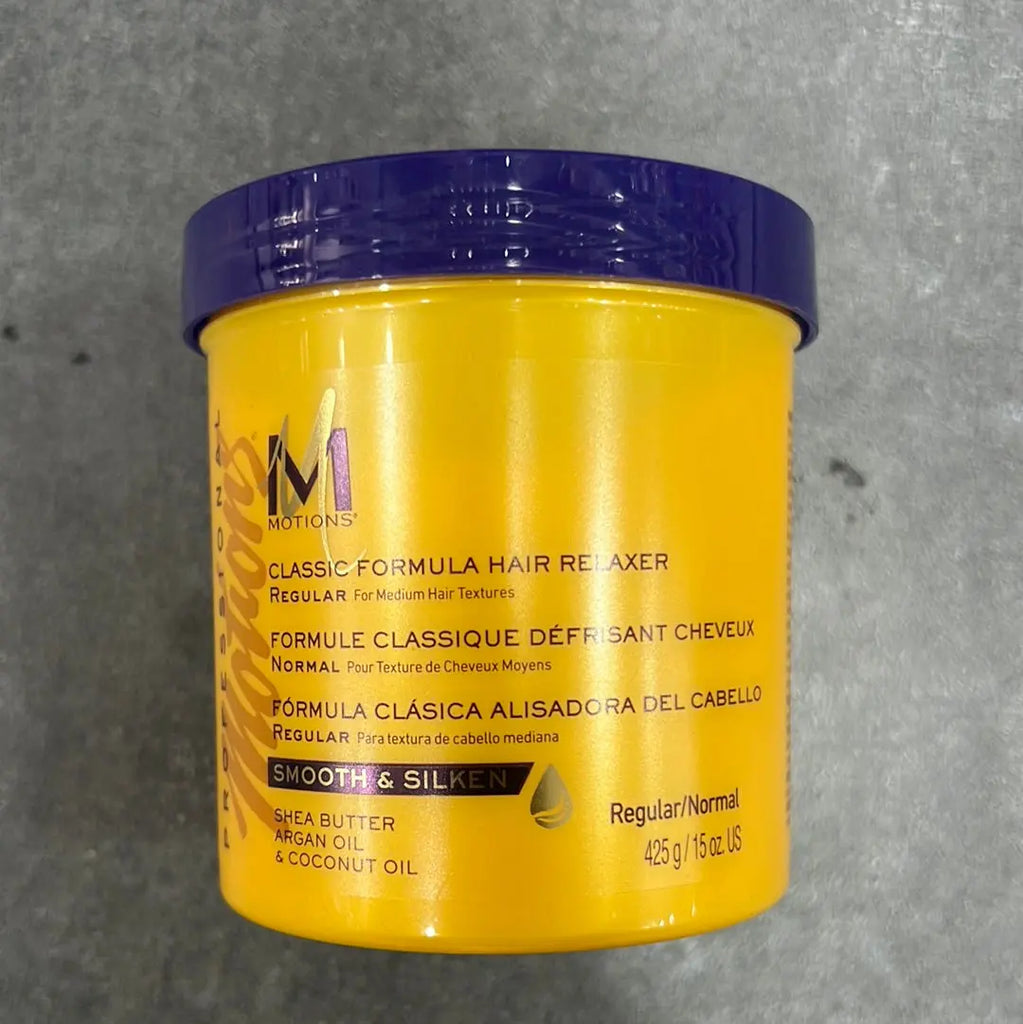 PROFESSIONAL
Motions
M
MOTIONS®
CLASSIC FORMULA HAIR RELAXER
REGULAR For Medium Hair Textures
FORMULE CLASSIQUE DÉFRISANT CHEVEUX
NORMAL Pour Texture de Cheveux Moyens
FÓRMULA CLÁSICA ALISADORA DEL CABELLO
REGULAR Para textura de cabello mediana
SMOOTH & SILKEN
SHEA BUTTER
ARGAN OIL
& COCONUT OIL
Regular/Normal
425 g / 15 oz. US